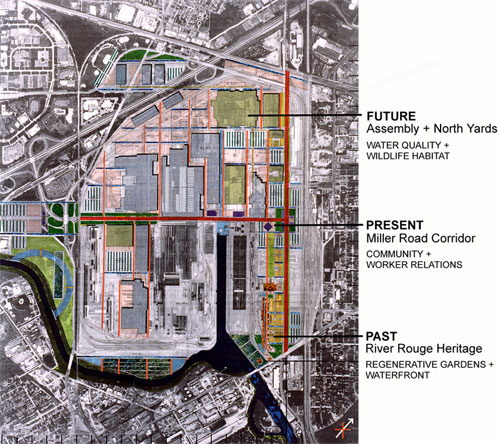 FUTURE
Assembly + North Yards
WATER QUALITY +
WILDLIFE HABITAT
PRESENT
Miller Road Corridor
COMMUNITY +
WORKER RELATIONS
PAST
River Rouge Heritage
REGENERATIVE GARDENS +
WATERFRONT